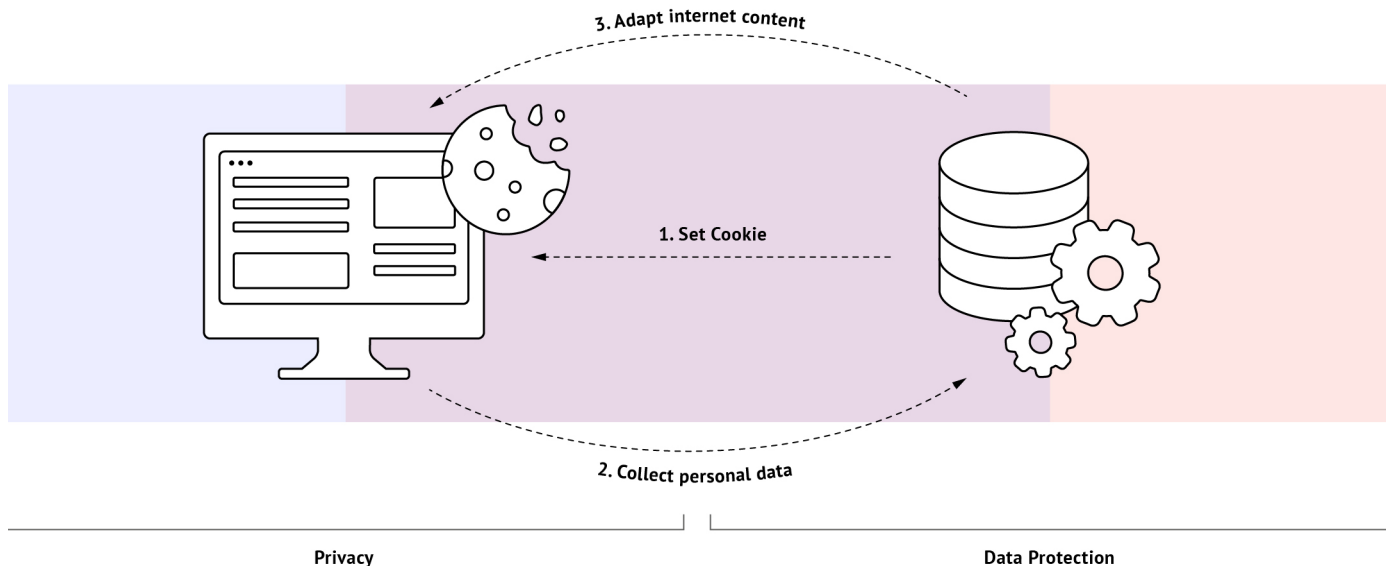 3. Adapt internet content
1. Set Cookie
2. Collect personal data
Privacy
Data Protection